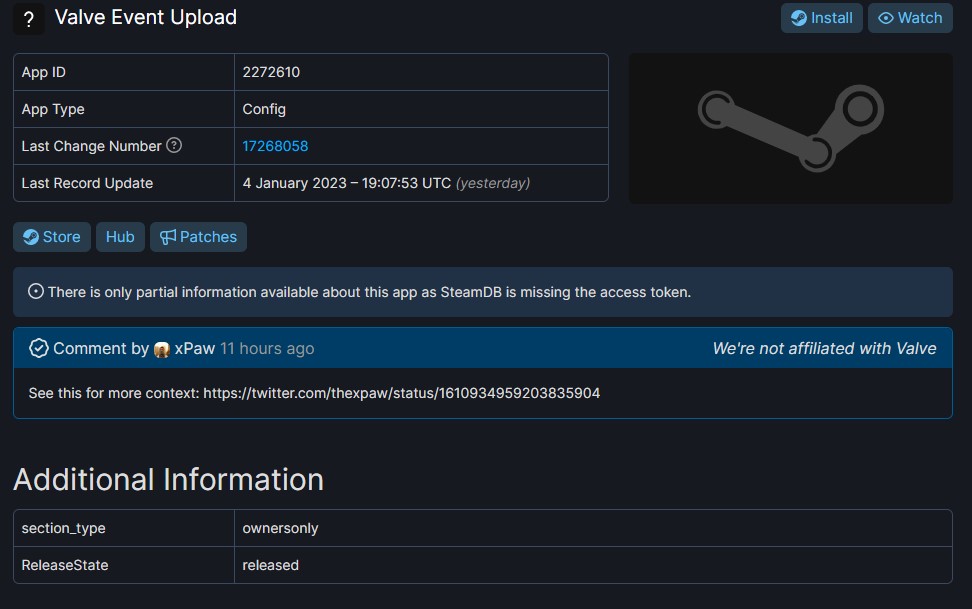 ? Valve Event Upload Install Watch
App ID 2272610
App Type Config
Last Change Number ? 17268058
Last Record Update 4 January 2023 – 19:07:53 UTC (yesterday)
Store Hub Patches
There is only partial information available about this app as SteamDB is missing the access token.
Comment by xPaw 11 hours ago We're not affiliated with Valve
See this for more context: https://twitter.com/thexpaw/status/1610934959203835904
Additional Information
section_type ownersonly
ReleaseState released